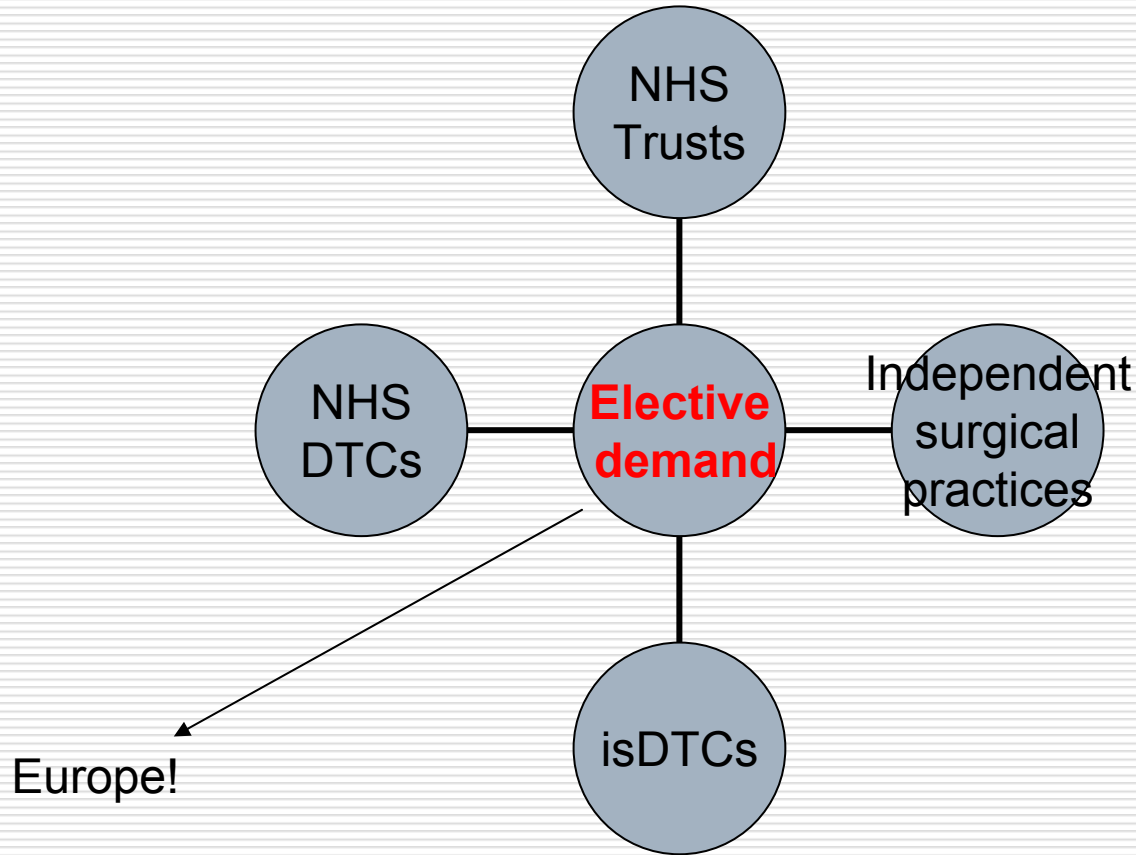 NHS
Trusts
NHS
DTCs
Elective
demand
Independent
surgical
practices
isDTCs
Europe!